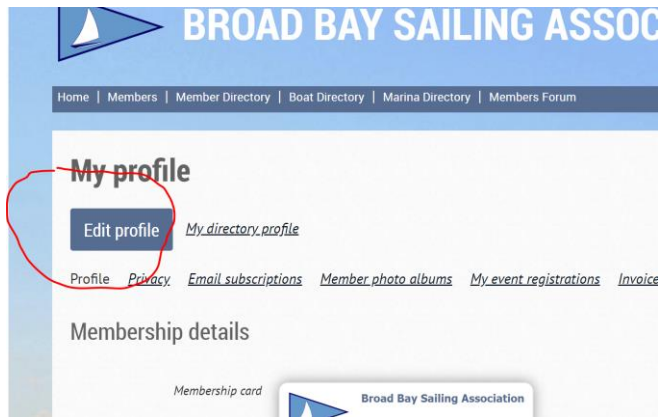 BROAD BAY SAILING ASSOC
Home | Members | Member Directory | Boat Directory | Marina Directory | Members Forum
My profile
Edit profile My directory profile
Profile Privacy Email subscriptions Member photo albums My event registrations Invoice
Membership details
Membership card
Broad Bay Sailing Association